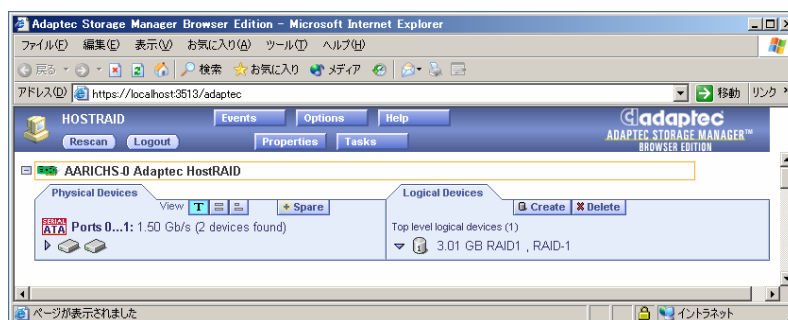 Adaptec Storage Manager Browser Edition - Microsoft Internet Explorer
ファイル(F) 編集(E) 表示(V) お気に入り(A) ツール(T) ヘルプ(H)
戻る 検索 お気に入り メディア
アドレス(D) https://localhost:3513/adaptec 移動 リンク
HOSTRAID Events Options Help adaptec
Rescan Logout Properties Tasks ADAPTEC STORAGE MANAGER™
BROWSER EDITION
AARICHS-0 Adaptec HostRAID
Physical Devices Logical Devices
View T + Spare Create Delete
SERIAL ATA Ports 0...1: 1.50 Gb/s (2 devices found) Top level logical devices (1)
3.01 GB RAID1 , RAID-1
ページが表示されました イントラネット